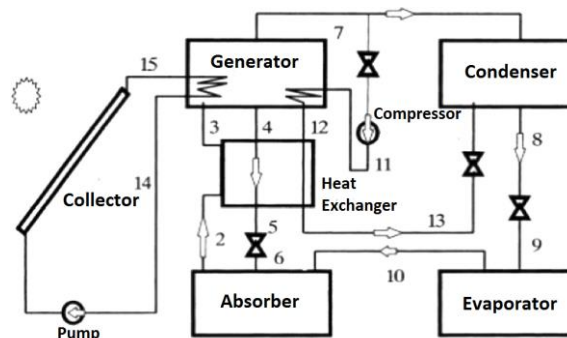 7
15
Generator
Condenser
Compressor
3
4
12
11
8
14
Collector
Heat
Exchanger
2
5
13
6
10
9
Absorber
Evaporator
Pump